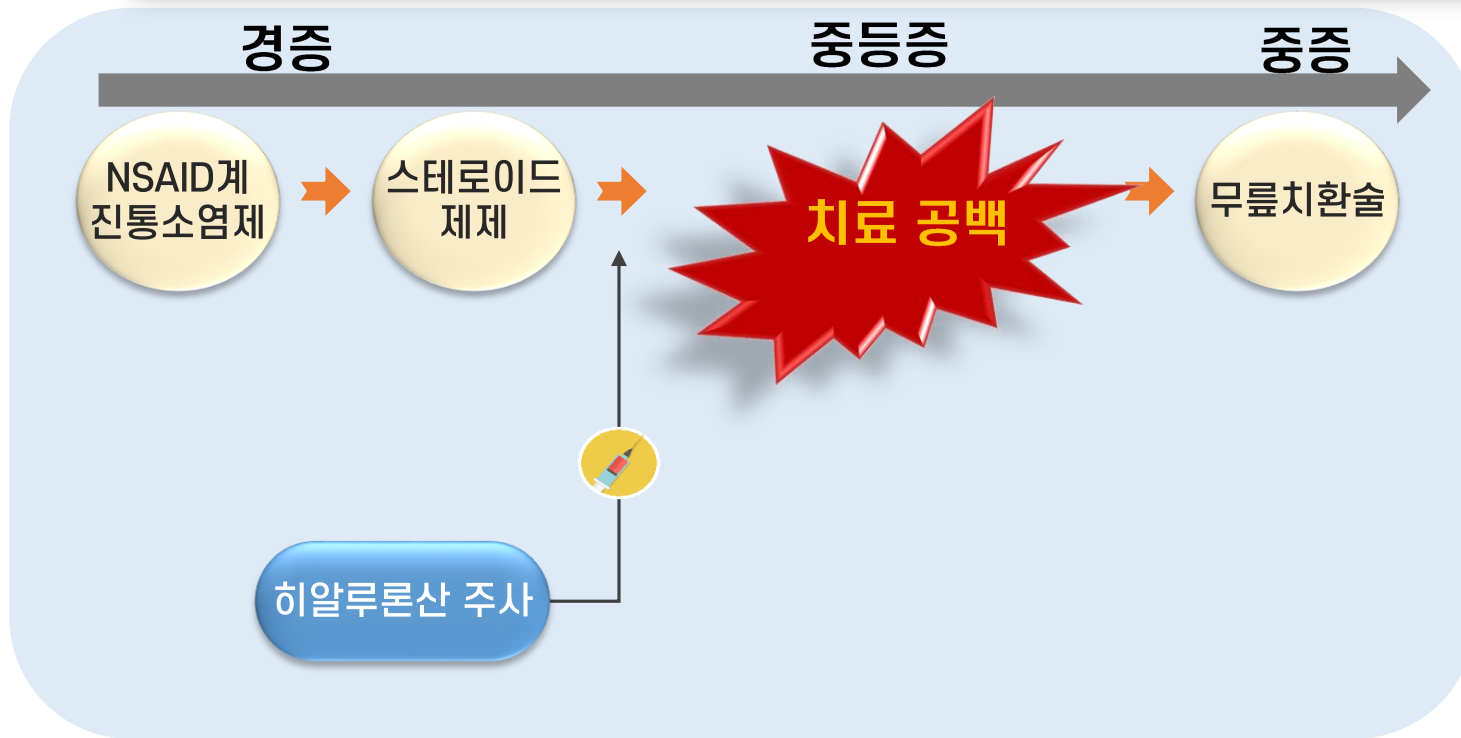 경증
중등증
중증
NSAID계
진통소염제
스테로이드
제제
치료 공백
무릎치환술
히알루론산 주사